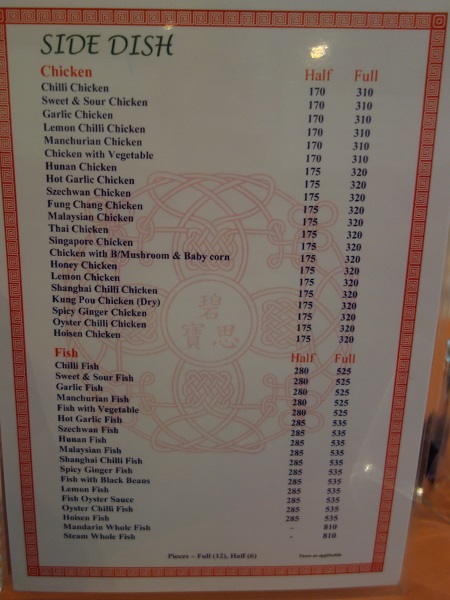 SIDE DISH
Chicken Half Full
Chilli Chicken 170 310
Sweet & Sour Chicken 170 310
Garlic Chicken 170 310
Lemon Chilli Chicken 170 310
Manchurian Chicken 170 310
Chicken with Vegetable 170 310
Hunan Chicken 175 320
Hot Garlic Chicken 175 320
Szechwan Chicken 175 320
Fung Chang Chicken 175 320
Malaysian Chicken 175 320
Thai Chicken 175 320
Singapore Chicken 175 320
Chicken with B/Mushroom & Baby corn 175 320
Honey Chicken 175 320
Lemon Chicken 175 320
Shanghai Chilli Chicken 175 320
Kung Pou Chicken (Dry) 175 320
Spicy Ginger Chicken 175 320
Oyster Chilli Chicken 175 320
Hoisen Chicken 175 320
碧
寶思
Fish Half Full
Chilli Fish 280 525
Sweet & Sour Fish 280 525
Garlic Fish 280 525
Manchurian Fish 280 525
Fish with Vegetable 280 525
Hot Garlic Fish 285 535
Szechwan Fish 285 535
Hunan Fish 285 535
Malaysian Fish 285 535
Shanghai Chilli Fish 285 535
Spicy Ginger Fish 285 535
Fish with Black Beans 285 535
Lemon Fish 285 535
Fish Oyster Sauce 285 535
Oyster Chilli Fish 285 535
Hoisen Fish 285 535
Mandarin Whole Fish - 810
Steam Whole Fish - 810
Pieces – Full (12), Half (6) Taxes as applicable